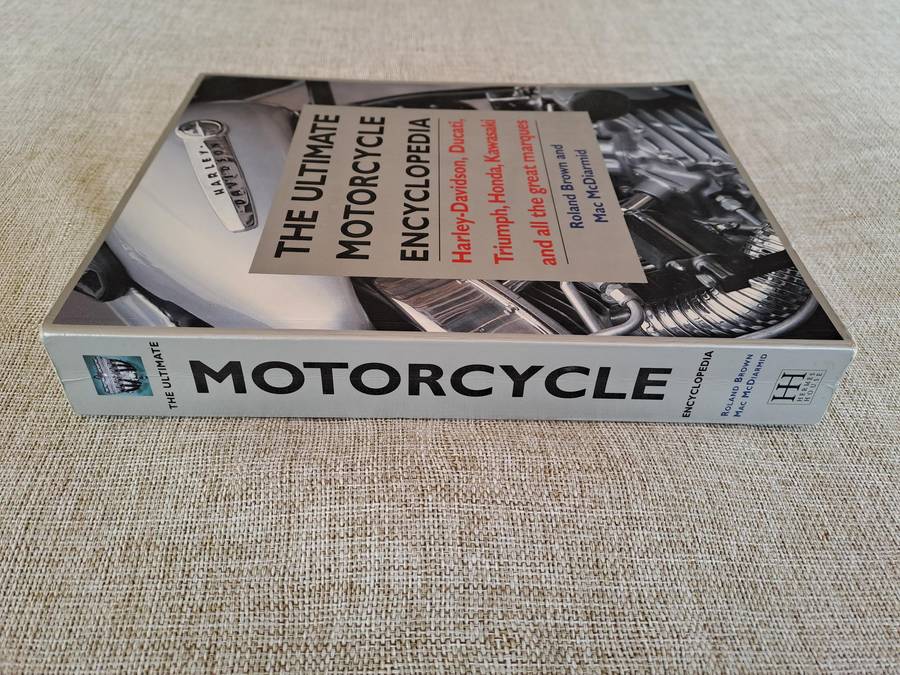 THE ULTIMATE
MOTORCYCLE
ENCYCLOPEDIA
Harley-Davidson, Ducati,
Triumph, Honda, Kawasaki
and all the great marques
Roland Brown and
Mac McDiarmid
HARLEY-
DAVIDSON
THE ULTIMATE
MOTORCYCLE
ENCYCLOPEDIA
ROLAND BROWN
MAC MCDIARMID
HH
HERMES
HOUSE